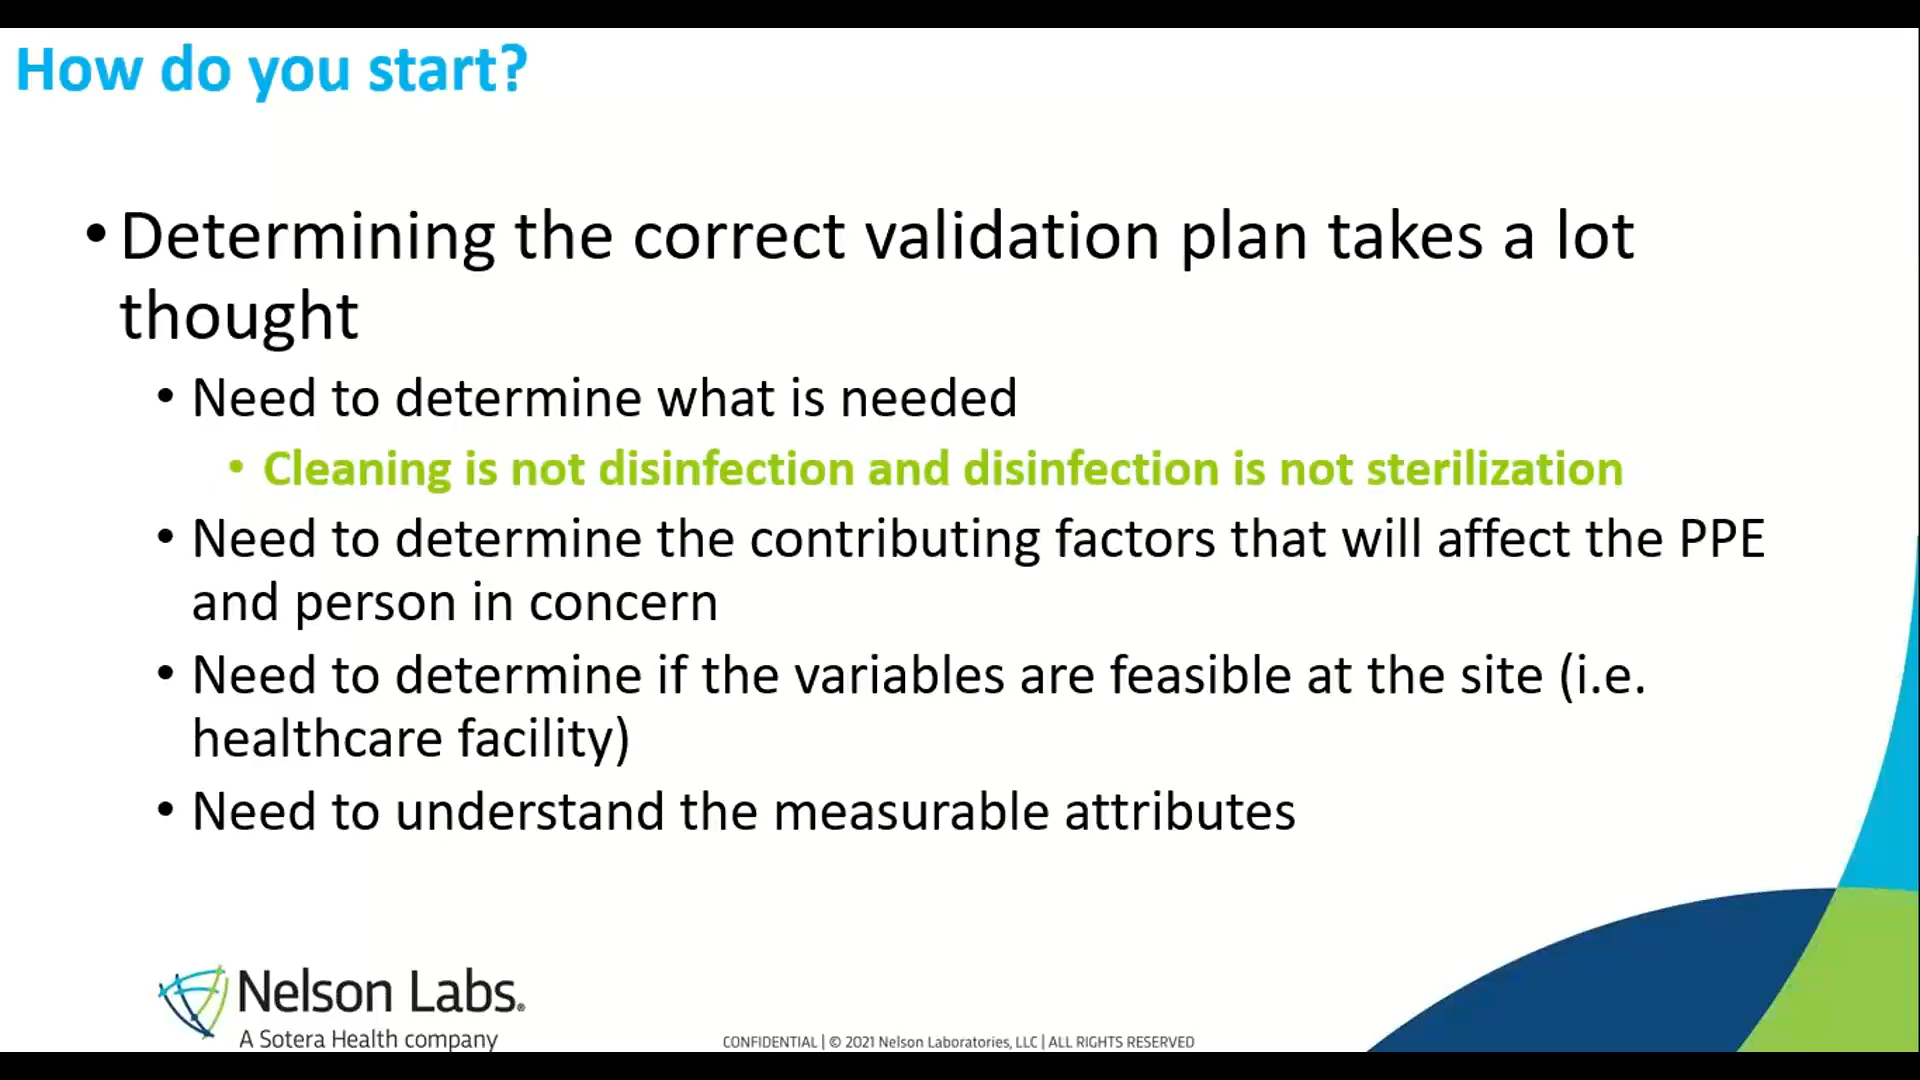 How do you start?
• Determining the correct validation plan takes a lot
thought
• Need to determine what is needed
• Cleaning is not disinfection and disinfection is not sterilization
• Need to determine the contributing factors that will affect the PPE
and person in concern
• Need to determine if the variables are feasible at the site (i.e.
healthcare facility)
• Need to understand the measurable attributes
Nelson Labs®
A Sotera Health company
CONFIDENTIAL | © 2021 Nelson Laboratories, LLC | ALL RIGHTS RESERVED